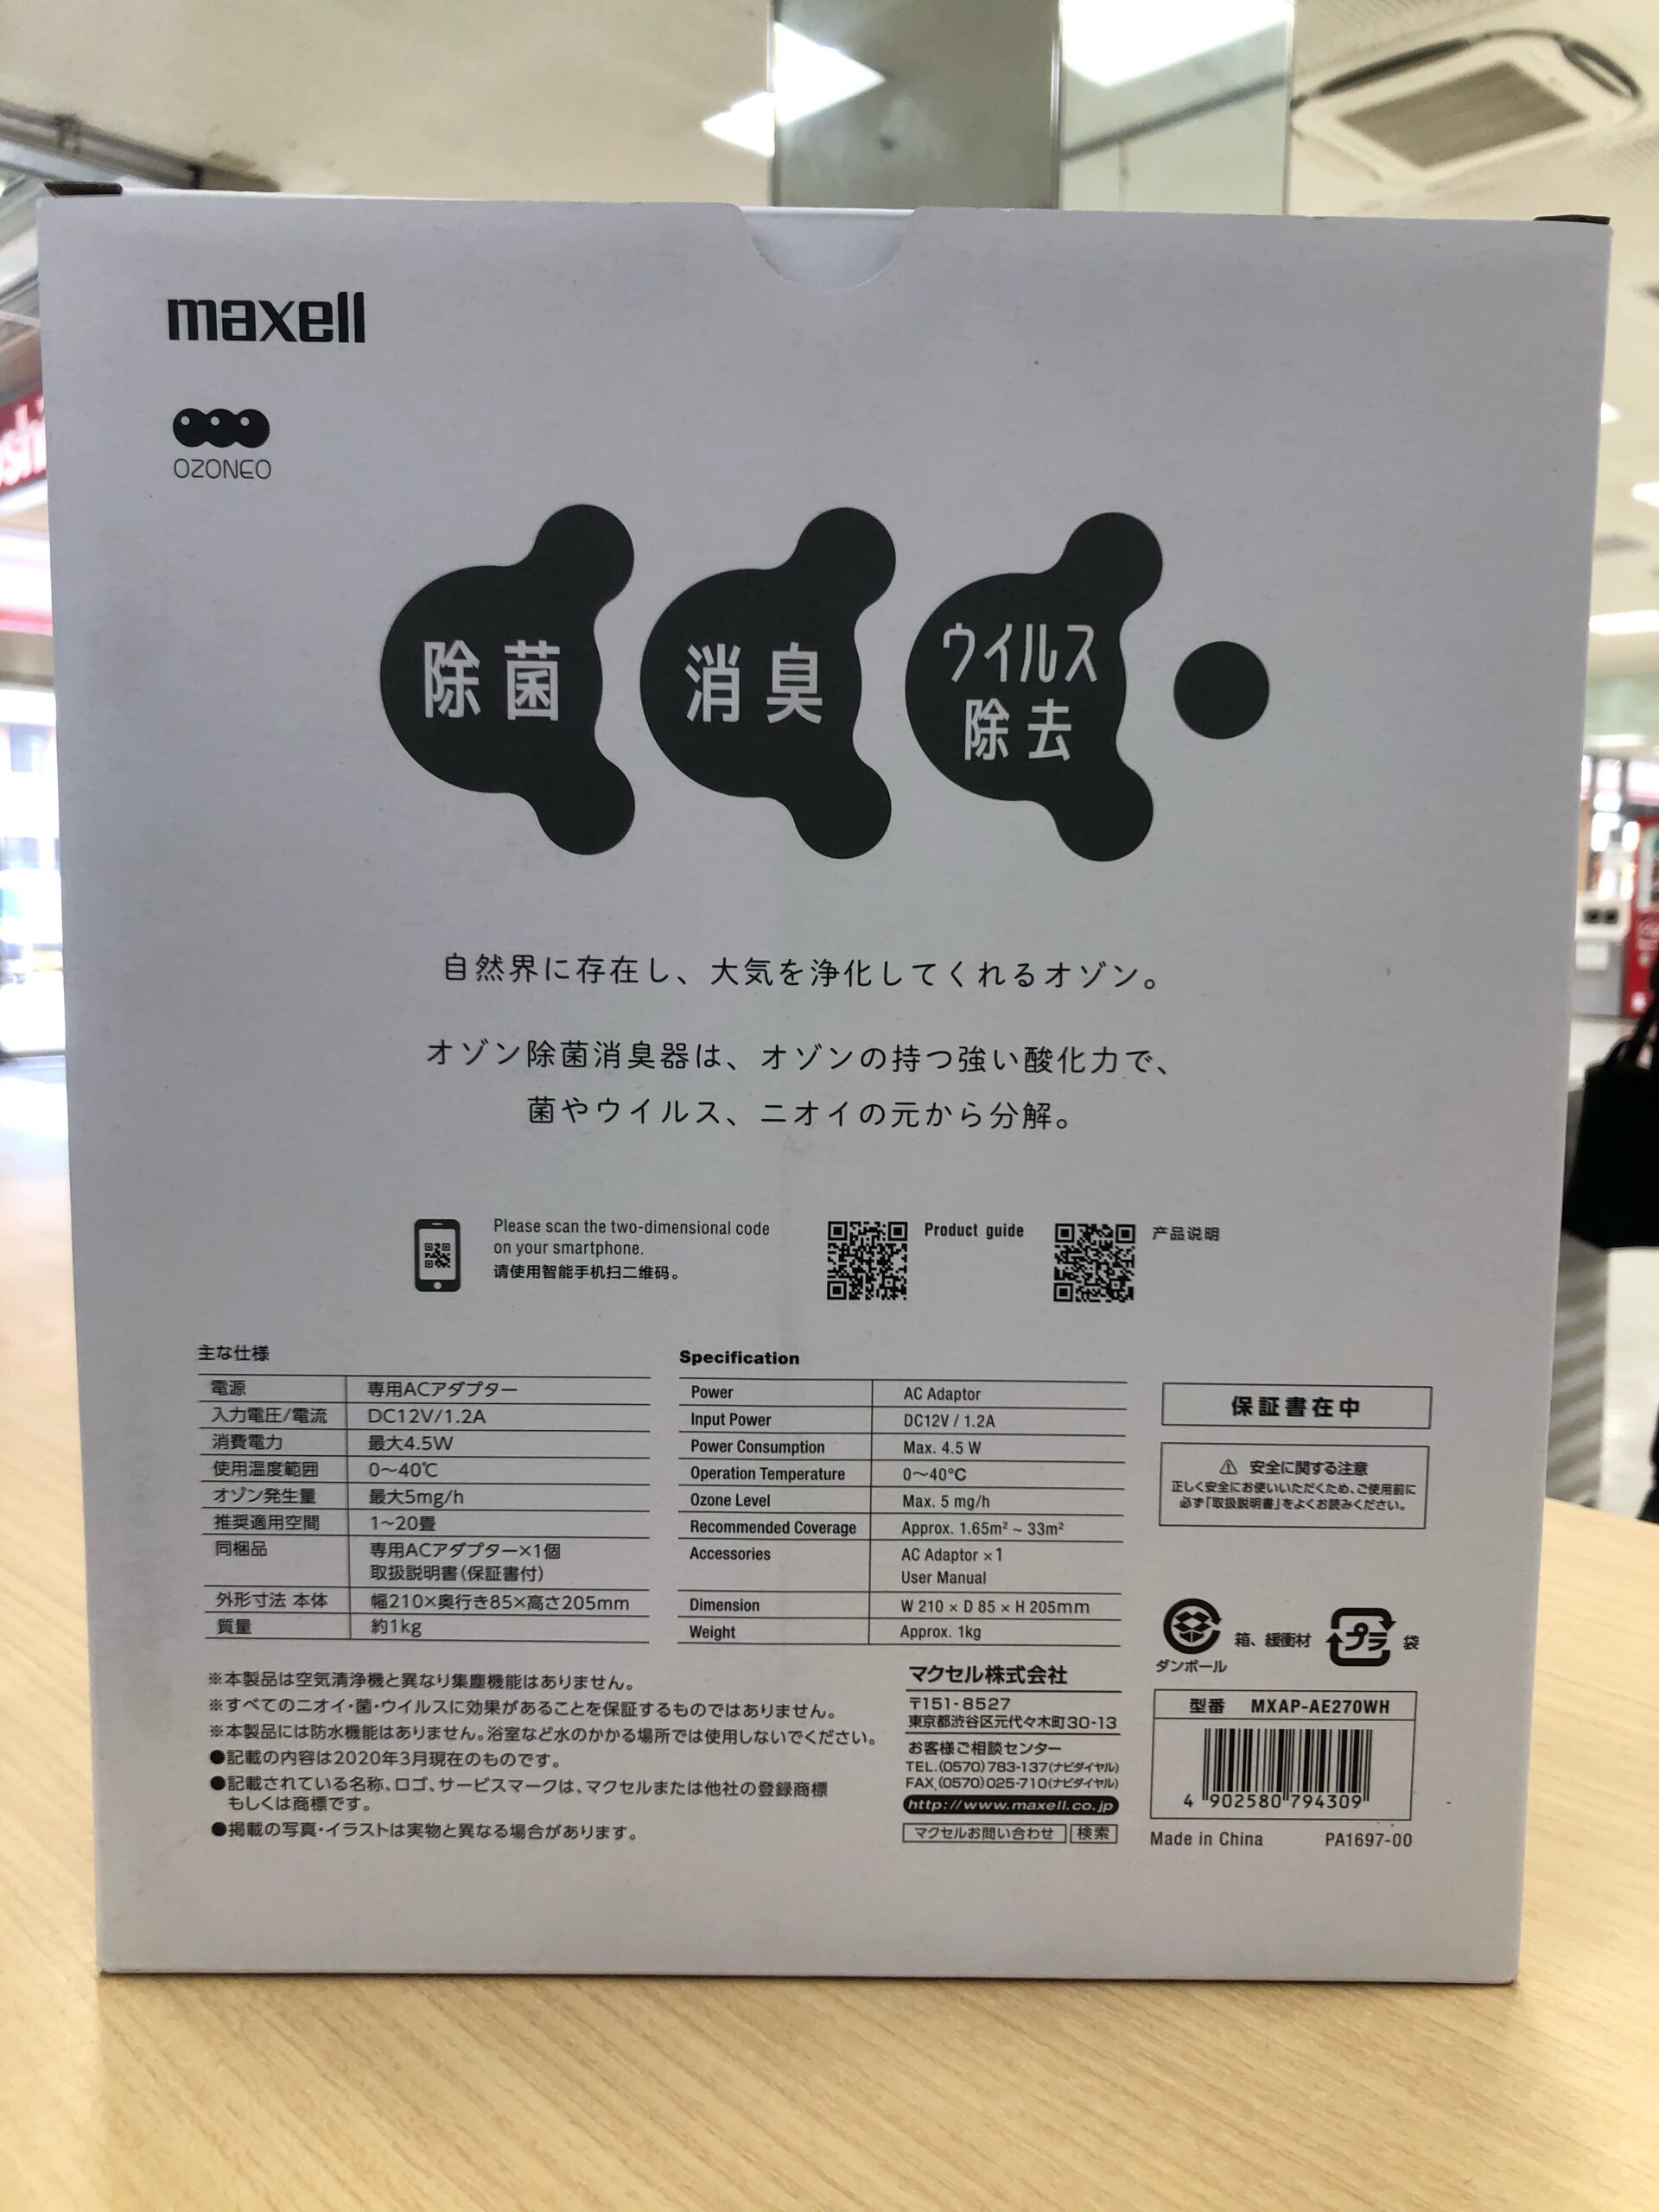 maxell
OZONEO
除菌
消臭
ウイルス
除去
自然界に存在し、大気を浄化してくれるオゾン。
オゾン除菌消臭器は、オゾンの持つ強い酸化力で、
菌やウイルス、ニオイの元から分解。
Please scan the two-dimensional code
on your smartphone.
请使用智能手机扫二维码。
Product guide
产品说明
主な仕様
電源 専用ACアダプター
入力電圧/電流 DC12V/1.2A
消費電力 最大4.5W
使用温度範囲 0〜40℃
オゾン発生量 最大5mg/h
推奨適用空間 1〜20畳
同梱品 専用ACアダプター×1個
取扱説明書(保証書付)
外形寸法 本体 幅210×奥行き85×高さ205mm
質量 約1kg
Specification
Power AC Adaptor
Input Power DC12V / 1.2A
Power Consumption Max. 4.5 W
Operation Temperature 0〜40°C
Ozone Level Max. 5 mg/h
Recommended Coverage Approx. 1.65m² ~ 33m²
Accessories AC Adaptor ×1
User Manual
Dimension W 210 × D 85 × H 205mm
Weight Approx. 1kg
保証書在中
安全に関する注意
正しく安全にお使いいただくため、ご使用前に
必ず「取扱説明書」をよくお読みください。
ダンボール
箱、緩衝材
プラ
袋
※本製品は空気清浄機と異なり集塵機能はありません。
※すべてのニオイ・菌・ウイルスに効果があることを保証するものではありません。
※本製品には防水機能はありません。浴室など水のかかる場所では使用しないでください。
●記載の内容は2020年3月現在のものです。
●記載されている名称、ロゴ、サービスマークは、マクセルまたは他社の登録商標
もしくは商標です。
●掲載の写真・イラストは実物と異なる場合があります。
マクセル株式会社
〒151-8527
東京都渋谷区元代々木町30-13
お客様ご相談センター
TEL.(0570)783-137(ナビダイヤル)
FAX.(0570)025-710(ナビダイヤル)
http://www.maxell.co.jp
マクセルお問い合わせ 検索
型番 MXAP-AE270WH
4 902580 794309
Made in China PA1697-00